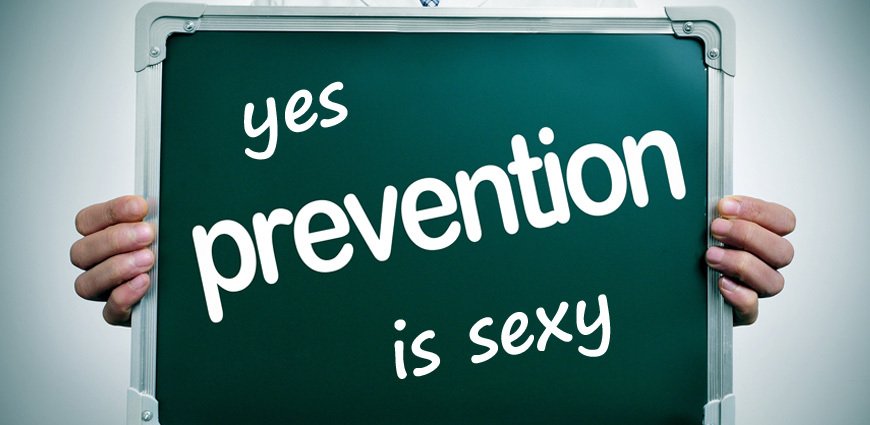 yes
prevention
is sexy